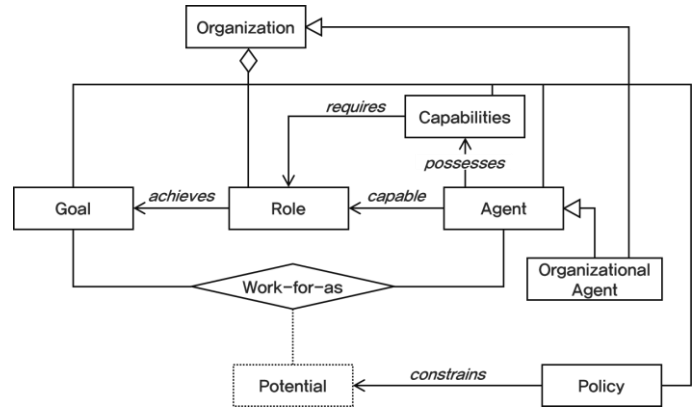 Organization
requires
Capabilities
possesses
Goal
achieves
Role
capable
Agent
Organizational
Agent
Work-for-as
Potential
constrains
Policy